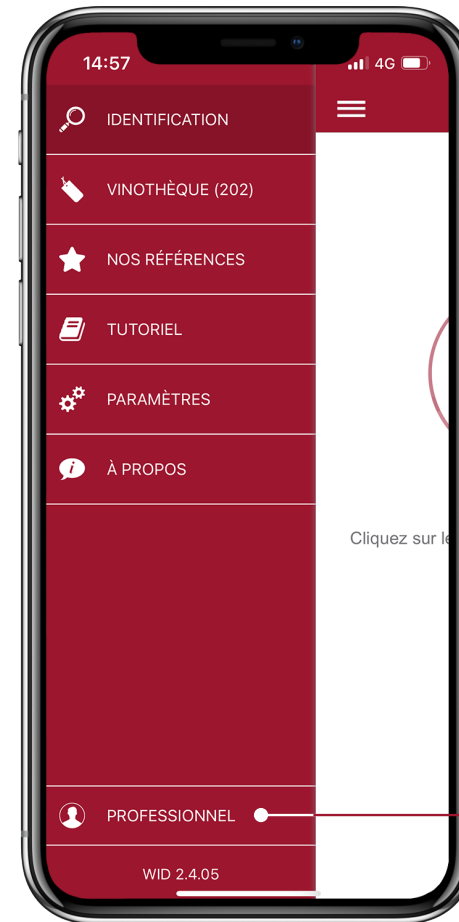 14:57
4G
IDENTIFICATION
VINOTHÈQUE (202)
NOS RÉFÉRENCES
TUTORIEL
PARAMÈTRES
À PROPOS
Cliquez sur le
PROFESSIONNEL
WID 2.4.05